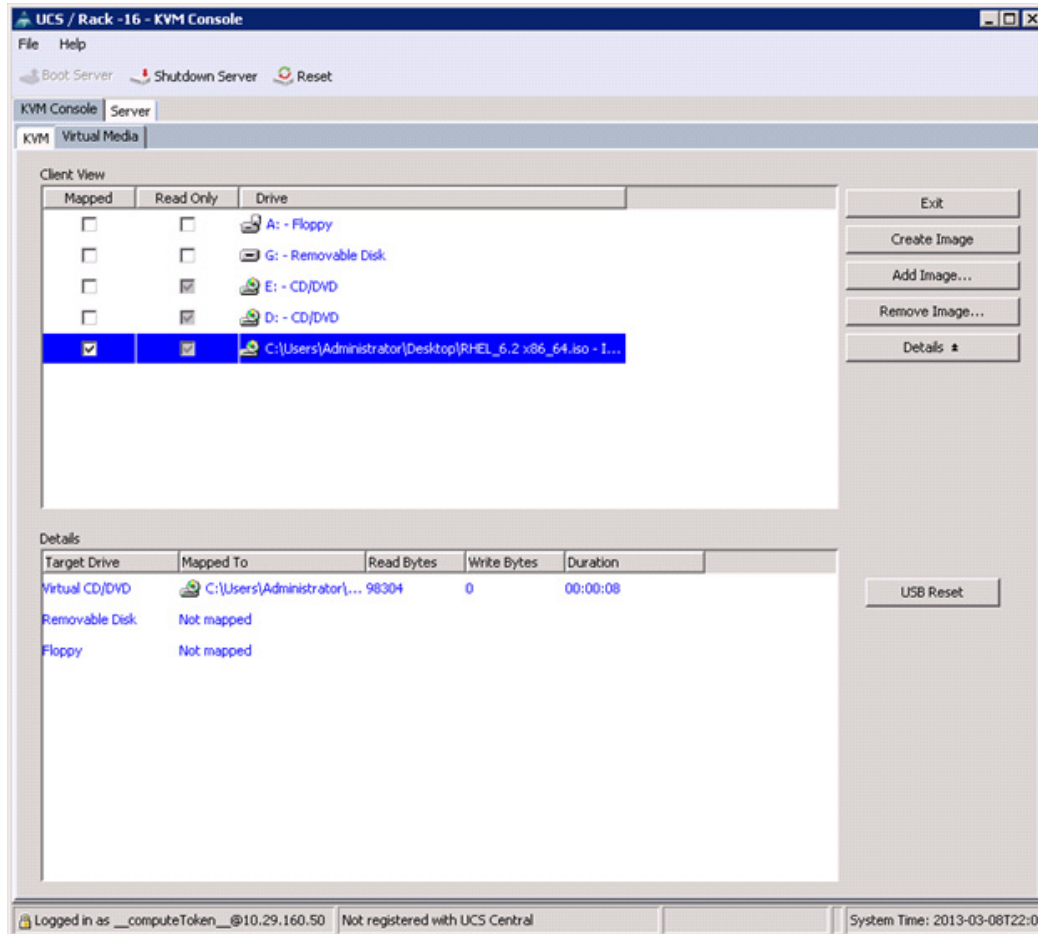 UCS / Rack -16 - KVM Console
File Help
Boot Server Shutdown Server Reset
KVM Console Server
KVM Virtual Media
Client View
Mapped Read Only Drive
A: - Floppy
G: - Removable Disk
E: - CD/DVD
D: - CD/DVD
C:\Users\Administrator\Desktop\RHEL_6.2 x86_64.iso - I...
Exit
Create Image
Add Image...
Remove Image...
Details
Details
Target Drive Mapped To Read Bytes Write Bytes Duration
Virtual CD/DVD C:\Users\Administrator\... 98304 0 00:00:08
Removable Disk Not mapped
Floppy Not mapped
USB Reset
Logged in as __computeToken__@10.29.160.50 Not registered with UCS Central System Time: 2013-03-08T22:0